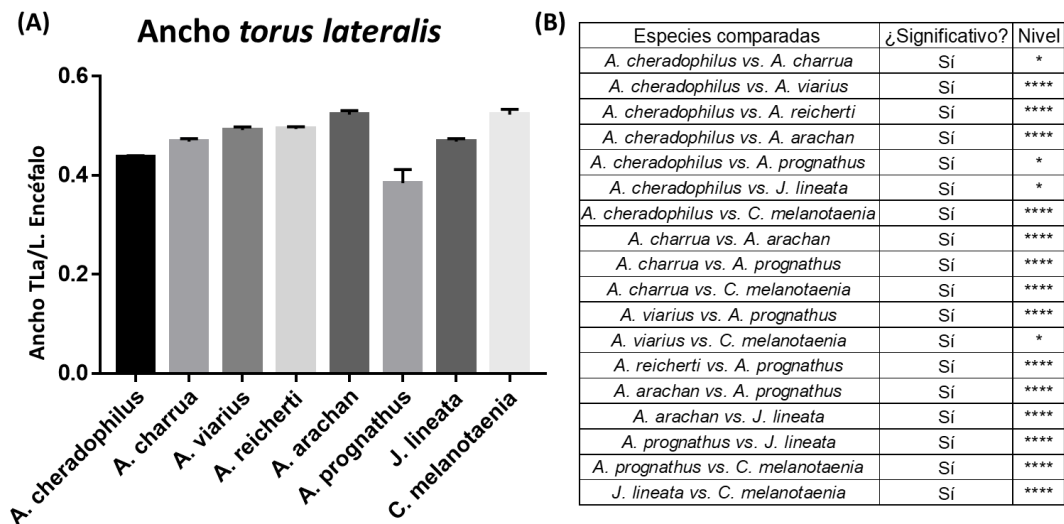 (A)
Ancho torus lateralis
Ancho TLa/L. Encéfalo
0.6
0.4
0.2
0.0
A. cheradophilus
A. charrua
A. viarius
A. reicherti
A. arachan
A. prognathus
J. lineata
C. melanotaenia
(B)
Especies comparadas ¿Significativo? Nivel
A. cheradophilus vs. A. charrua Sí *
A. cheradophilus vs. A. viarius Sí ****
A. cheradophilus vs. A. reicherti Sí ****
A. cheradophilus vs. A. arachan Sí ****
A. cheradophilus vs. A. prognathus Sí *
A. cheradophilus vs. J. lineata Sí *
A. cheradophilus vs. C. melanotaenia Sí ****
A. charrua vs. A. arachan Sí ****
A. charrua vs. A. prognathus Sí ****
A. charrua vs. C. melanotaenia Sí ****
A. viarius vs. A. prognathus Sí ****
A. viarius vs. C. melanotaenia Sí *
A. reicherti vs. A. prognathus Sí ****
A. arachan vs. A. prognathus Sí ****
A. arachan vs. J. lineata Sí ****
A. prognathus vs. J. lineata Sí ****
A. prognathus vs. C. melanotaenia Sí ****
J. lineata vs. C. melanotaenia Sí ****